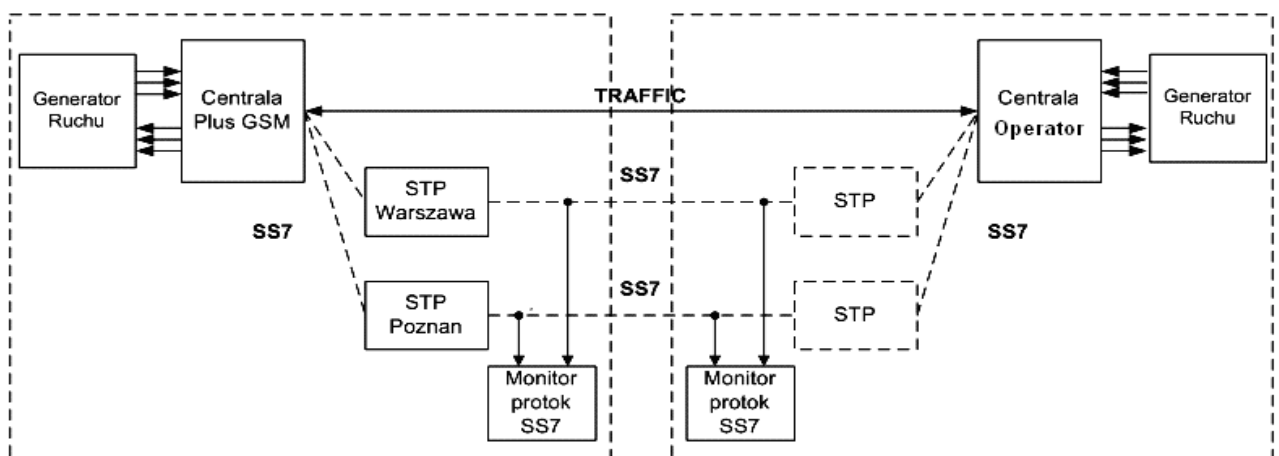 Generator
Ruchu
Centrala
Plus GSM
TRAFFIC
Centrala
Operator
Generator
Ruchu
STP
Warszawa
SS7
STP
SS7
SS7
STP
Poznan
SS7
STP
Monitor
protok
SS7
Monitor
protok
SS7